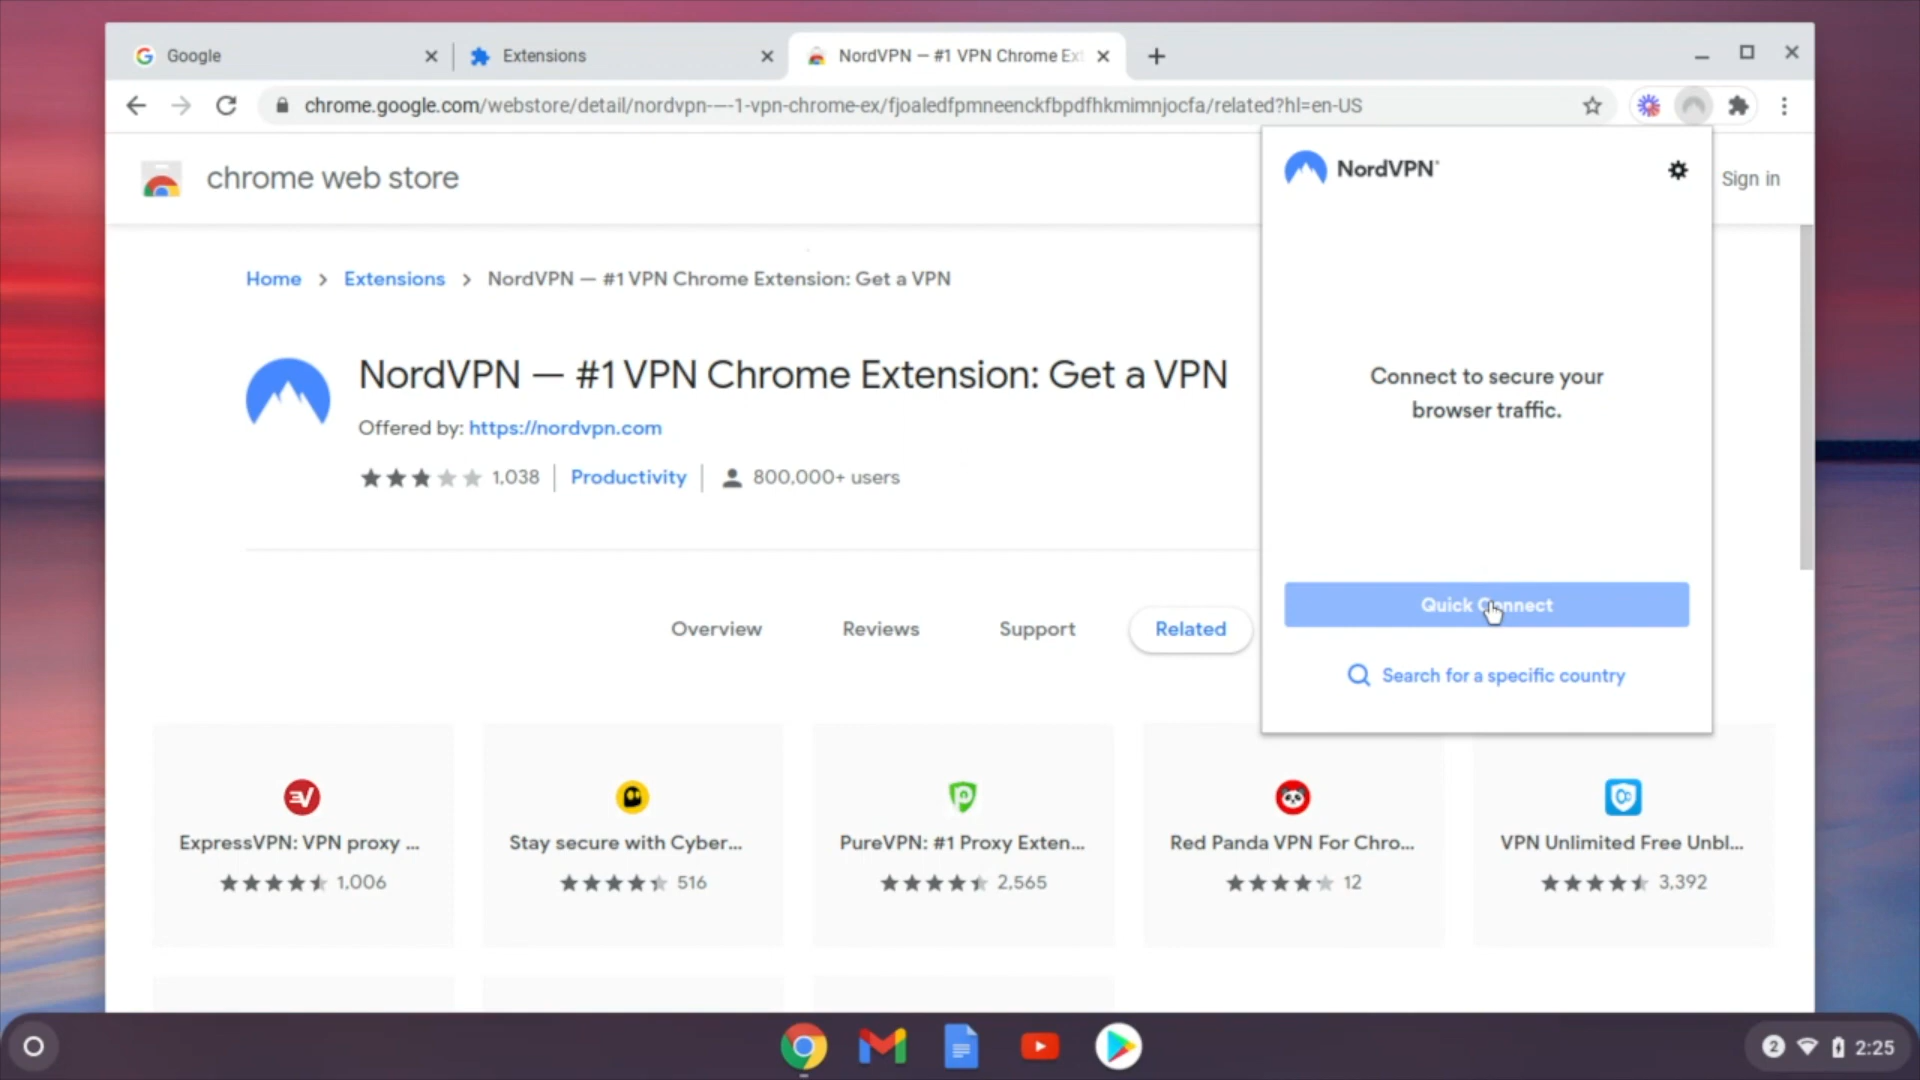 Google
Extensions
NordVPN — #1 VPN Chrome Ext
chrome.google.com/webstore/detail/nordvpn-—-1-vpn-chrome-ex/fjoaledfpmneenckfbpdfhkmimnjocfa/related?hl=en-US
chrome web store
NordVPN®
Sign in
Home > Extensions > NordVPN — #1 VPN Chrome Extension: Get a VPN
NordVPN — #1 VPN Chrome Extension: Get a VPN
Offered by: https://nordvpn.com
1,038 | Productivity | 800,000+ users
Connect to secure your
browser traffic.
Quick Connect
Search for a specific country
Overview
Reviews
Support
Related
ExpressVPN: VPN proxy ...
1,006
Stay secure with Cyber...
516
PureVPN: #1 Proxy Exten...
2,565
Red Panda VPN For Chro...
12
VPN Unlimited Free Unbl...
3,392
2
2:25